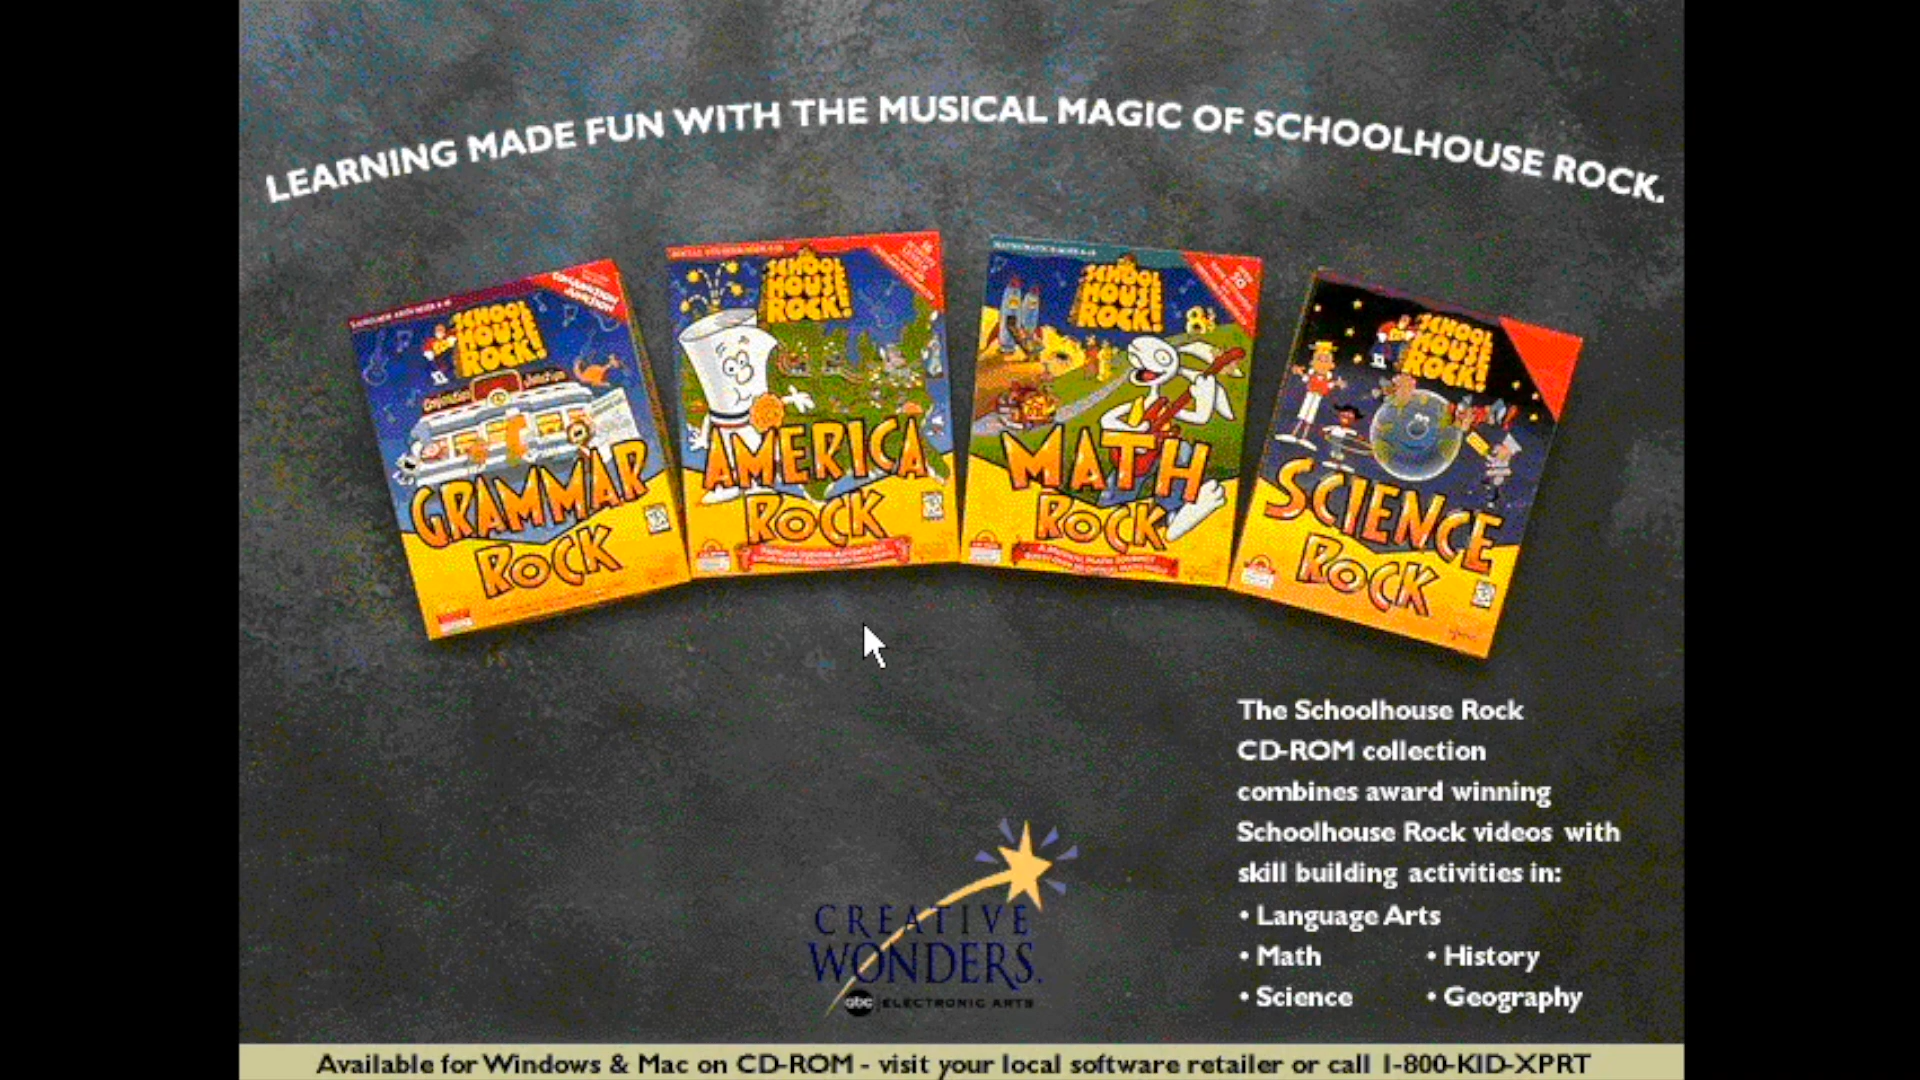 LEARNING MADE FUN WITH THE MUSICAL MAGIC OF SCHOOLHOUSE ROCK.
CONJUNCTION
JUNCTION
SCHOOL
HOUSE
ROCK!
GRAMMAR
ROCK
SCHOOL
HOUSE
ROCK!
AMERICA
ROCK
SCHOOL
HOUSE
ROCK!
MATH
ROCK
SCHOOL
HOUSE
ROCK!
SCIENCE
ROCK
The Schoolhouse Rock
CD-ROM collection
combines award winning
Schoolhouse Rock videos with
skill building activities in:
• Language Arts
• Math • History
• Science • Geography
CREATIVE
WONDERS.
abc ELECTRONIC ARTS
Available for Windows & Mac on CD-ROM - visit your local software retailer or call 1-800-KID-XPRT